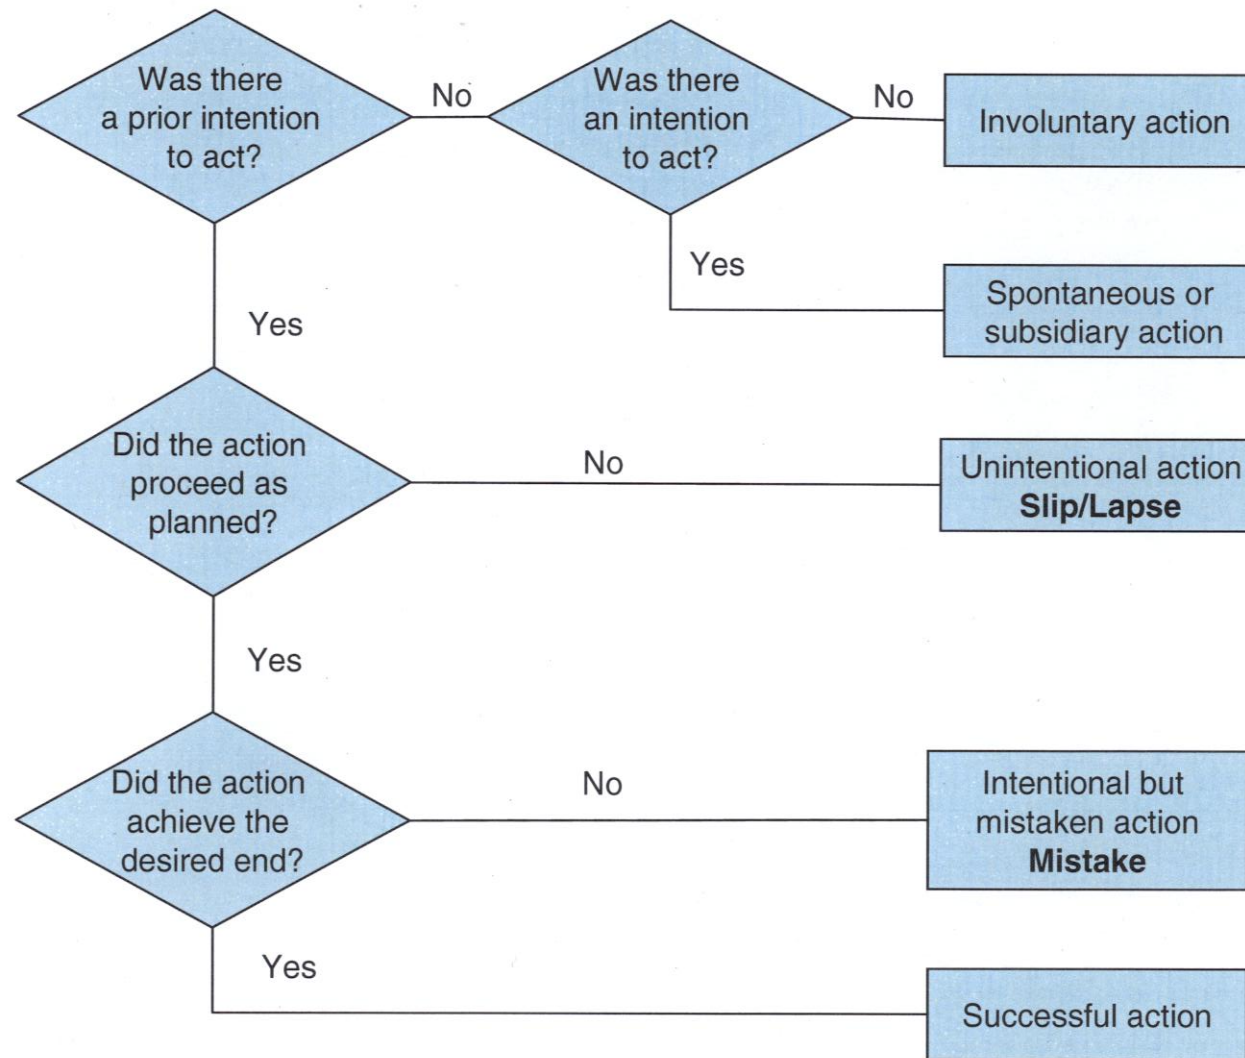 Was there
a prior intention
to act?
No
Was there
an intention
to act?
No
Involuntary action
Yes
Spontaneous or
subsidiary action
Yes
Did the action
proceed as
planned?
No
Unintentional action
Slip/Lapse
Yes
Did the action
achieve the
desired end?
No
Intentional but
mistaken action
Mistake
Yes
Successful action